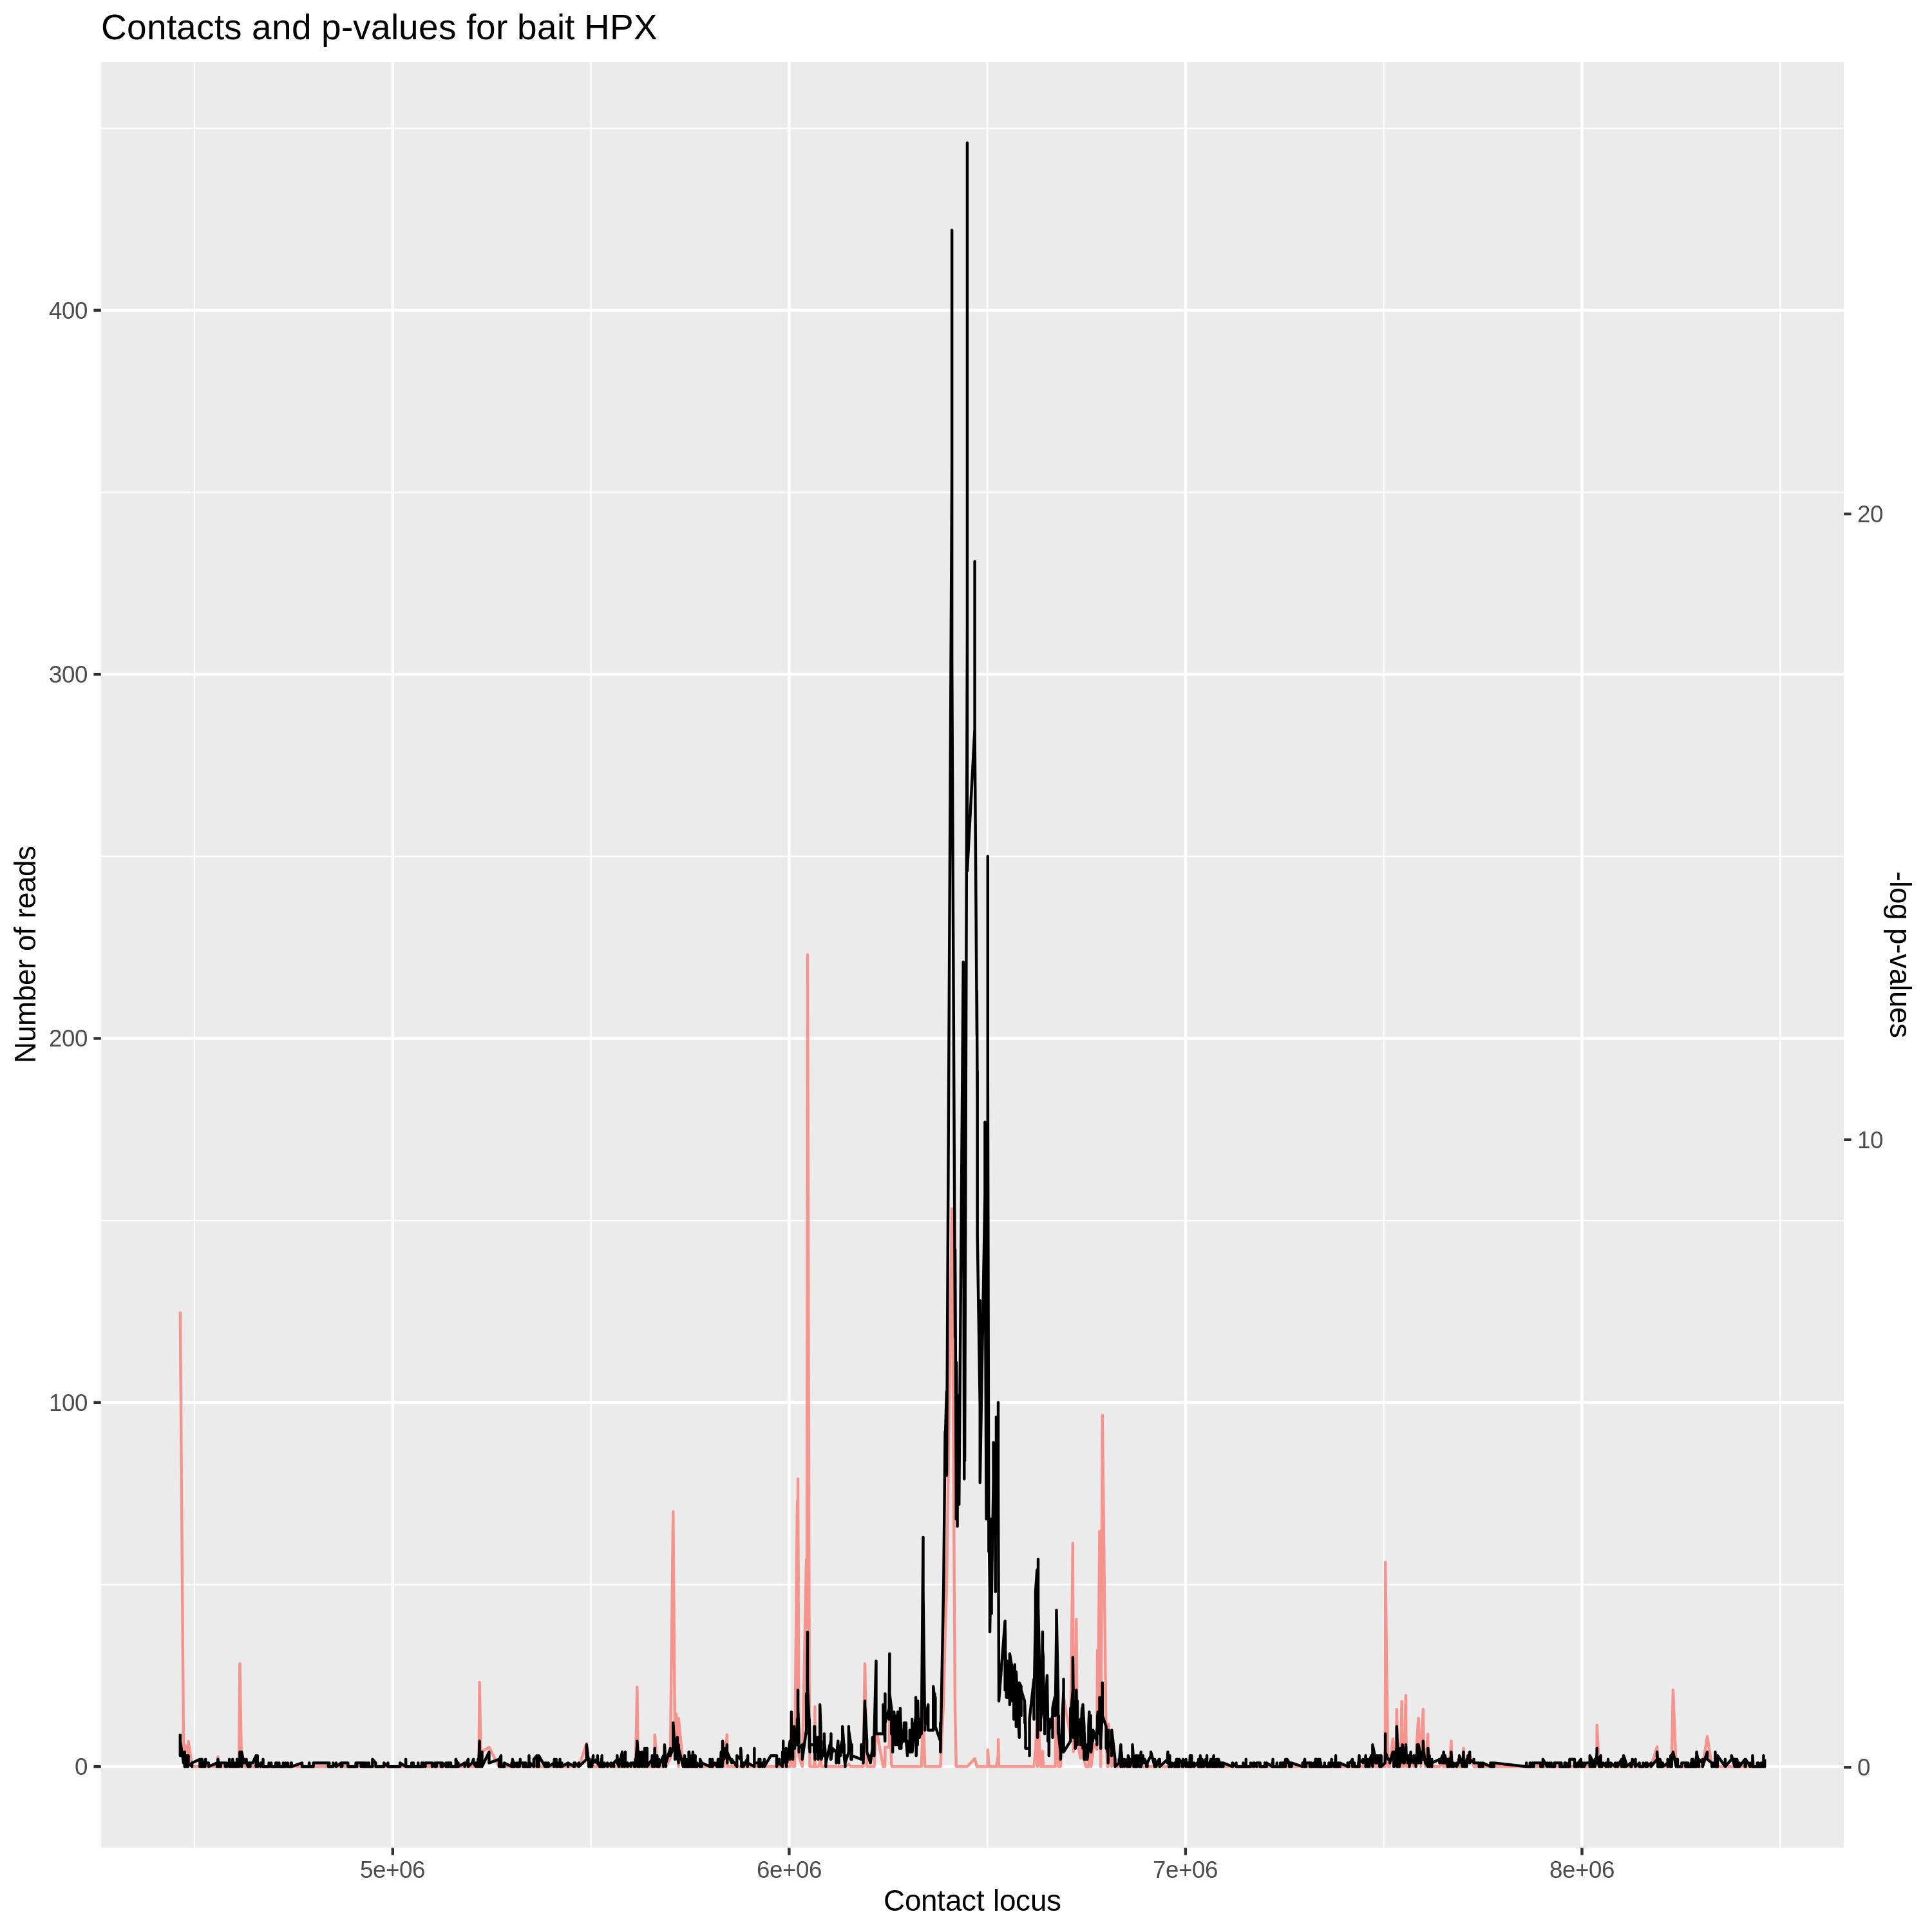 Contacts and p-values for bait HPX
Number of reads
400
300
200
100
0
20
10
0
-log p-values
5e+06
6e+06
7e+06
8e+06
Contact locus